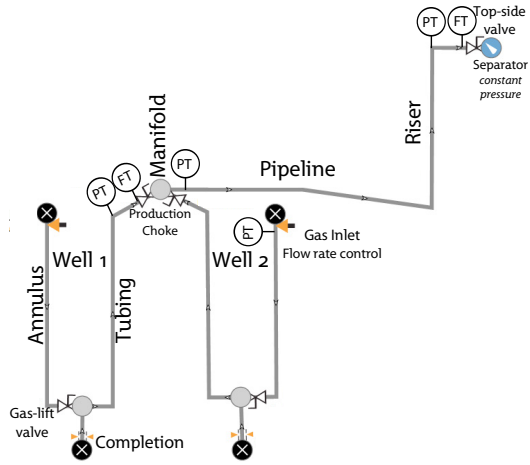 PT
FT
Top-side
valve
Separator
constant
pressure
Riser
Manifold
PT
Pipeline
FT
PT
Production
Choke
PT
Gas Inlet
Flow rate control
Well 1
Well 2
Annulus
Tubing
Gas-lift
valve
Completion